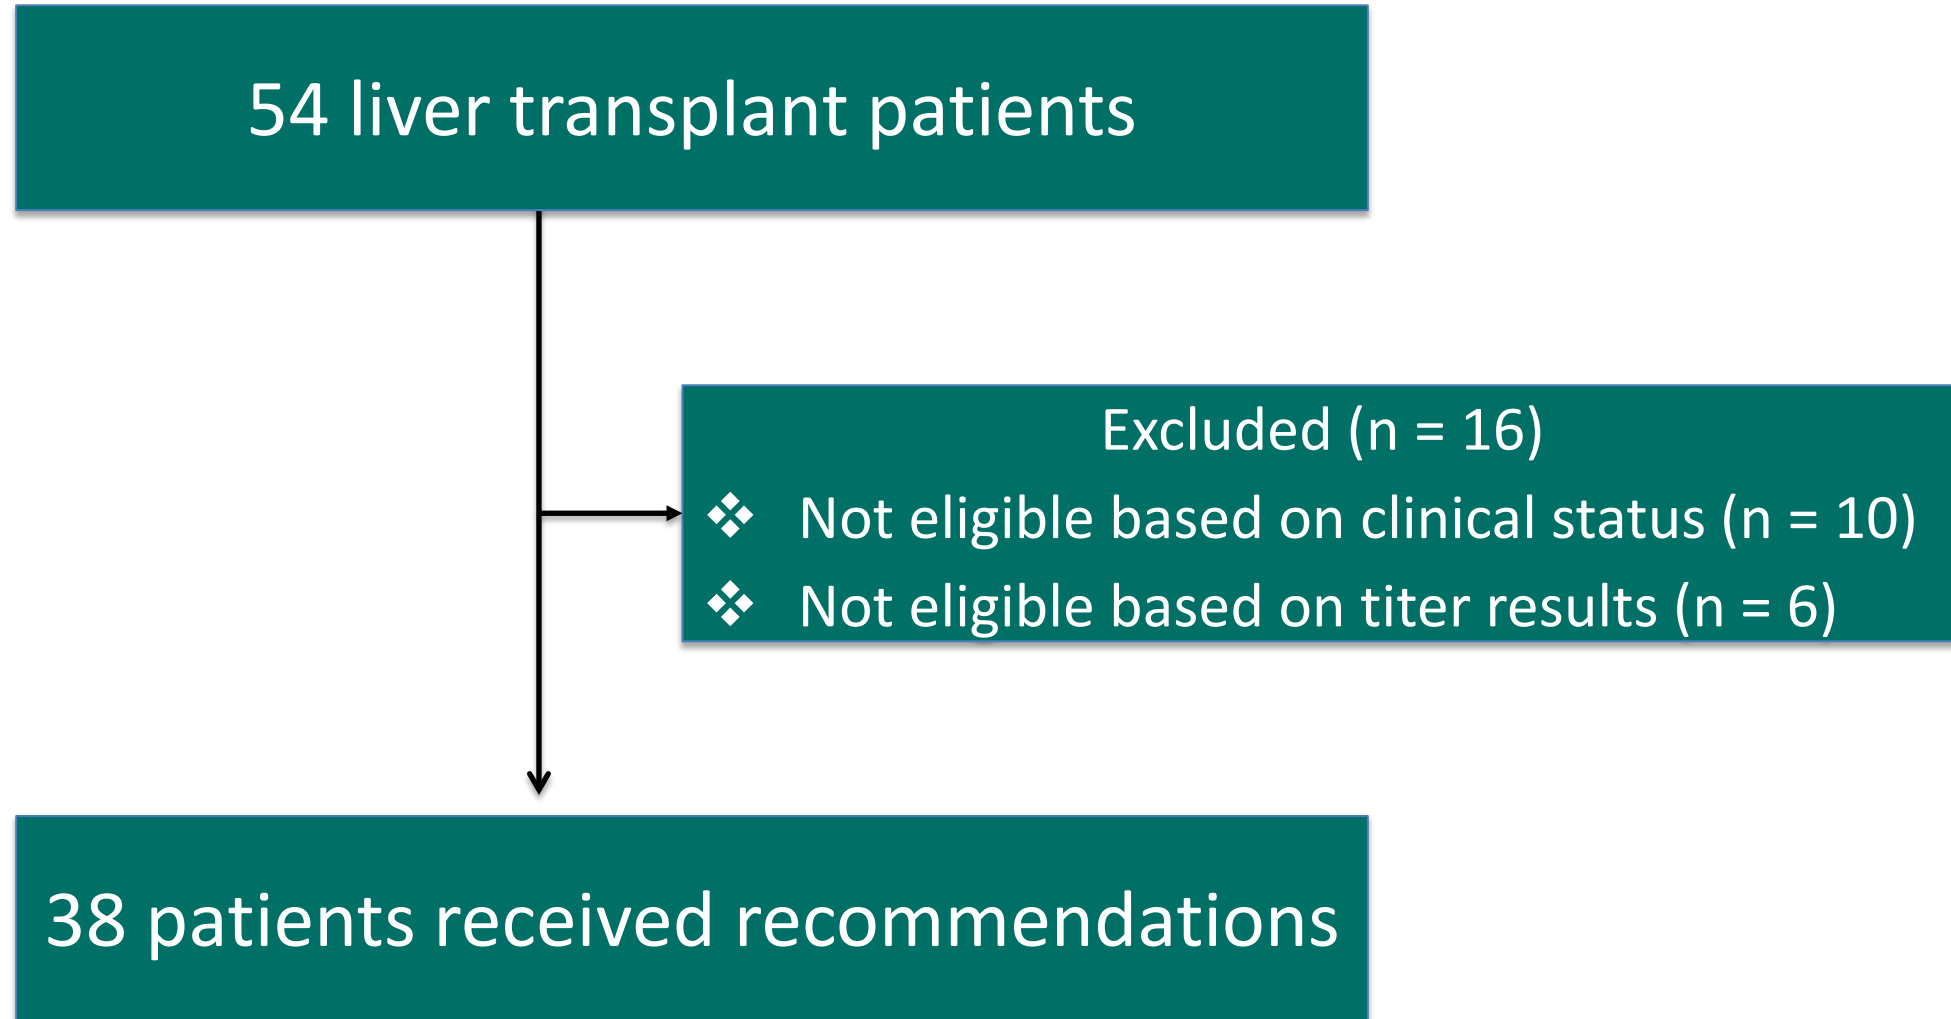 54 liver transplant patients
Excluded (n = 16)
❖ Not eligible based on clinical status (n = 10)
❖ Not eligible based on titer results (n = 6)
38 patients received recommendations